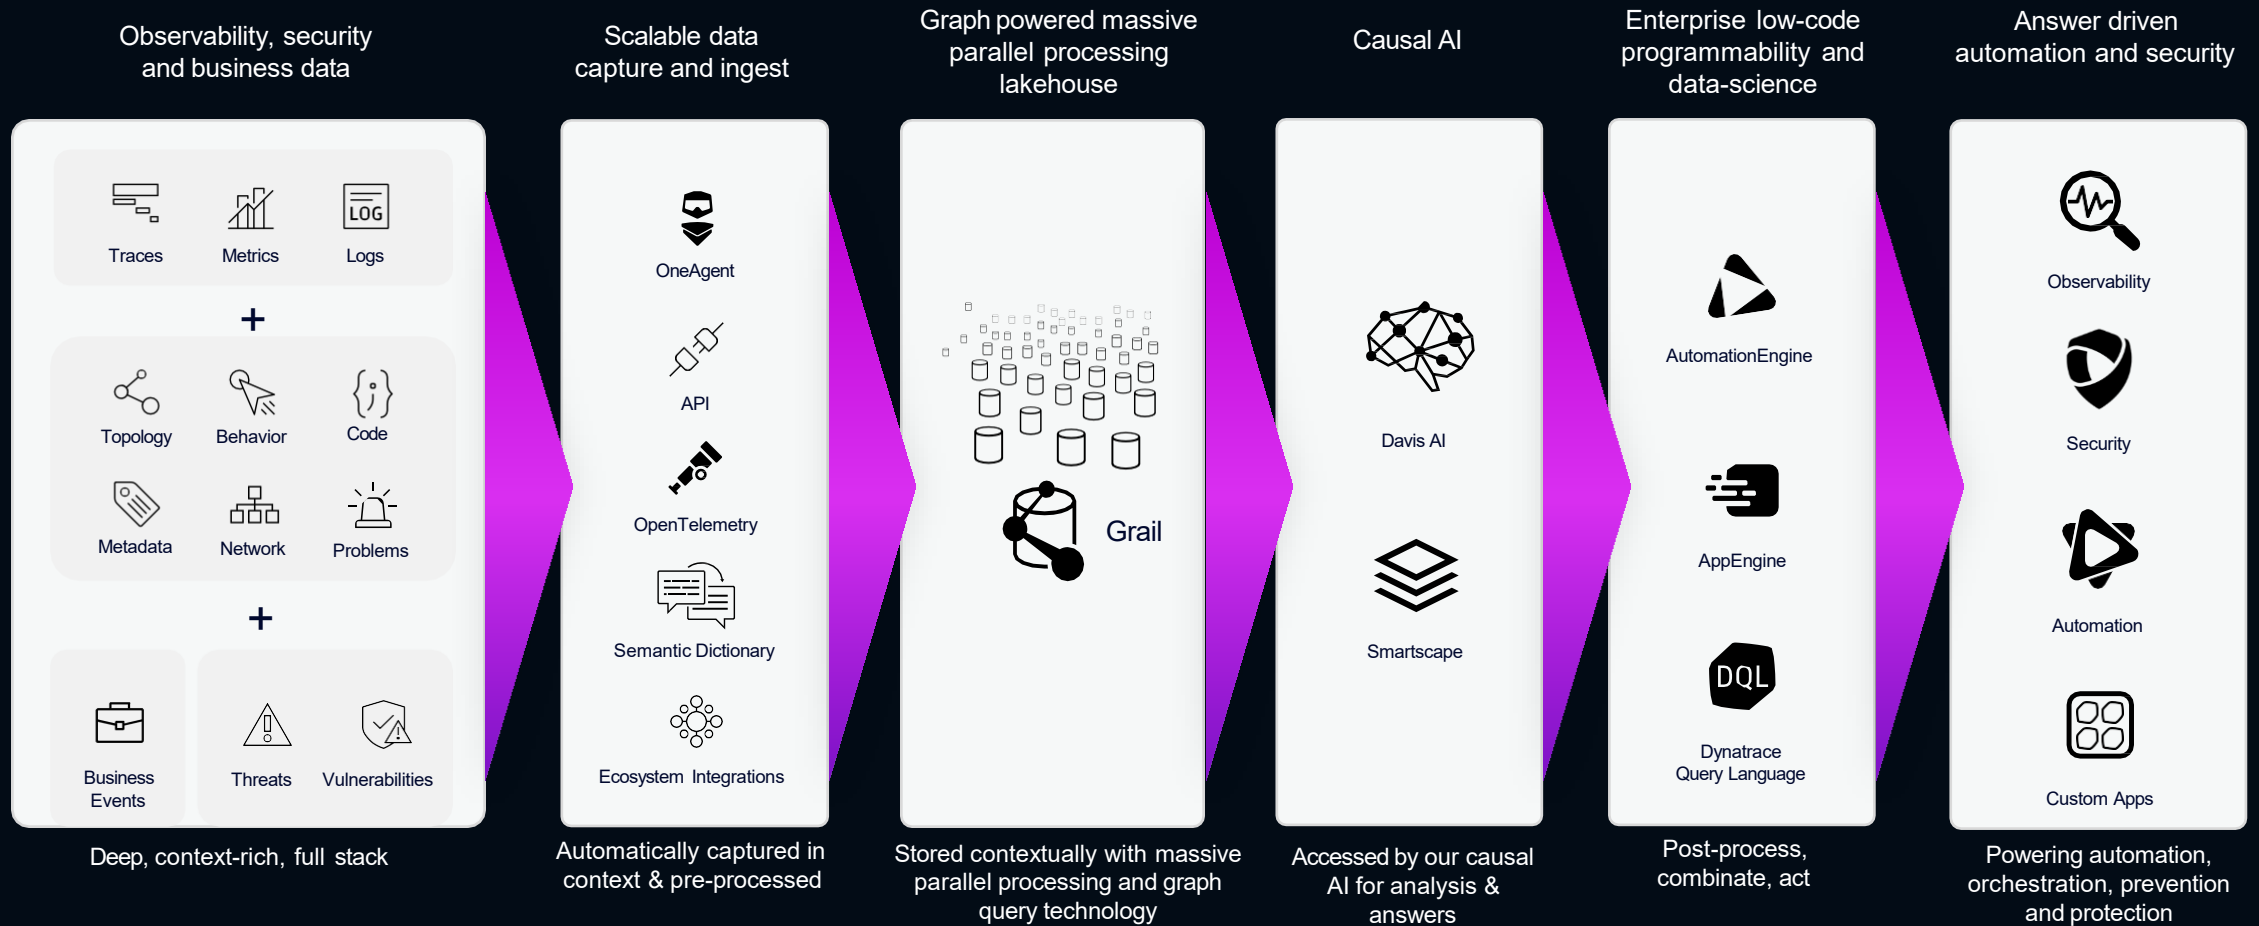 Observability, security
and business data
Scalable data
capture and ingest
Graph powered massive
parallel processing
lakehouse
Causal AI
Enterprise low-code
programmability and
data-science
Answer driven
automation and security
Traces
Metrics
LOG
Logs
+
Topology
Behavior
Code
Metadata
Network
Problems
+
Business
Events
Threats
Vulnerabilities
Deep, context-rich, full stack
OneAgent
API
OpenTelemetry
Semantic Dictionary
Ecosystem Integrations
Automatically captured in
context & pre-processed
Grail
Stored contextually with massive
parallel processing and graph
query technology
Davis AI
Smartscape
Accessed by our causal
AI for analysis &
answers
AutomationEngine
AppEngine
DQL
Dynatrace
Query Language
Post-process,
combinate, act
Observability
Security
Automation
Custom Apps
Powering automation,
orchestration, prevention
and protection